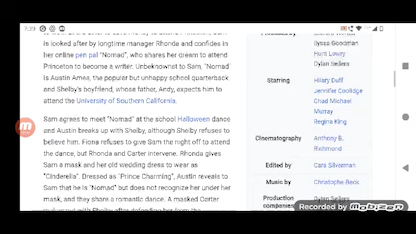 7:29
is looked after by longtime manager Rhonda and confides in
her online pen pal "Nomad", who shares her dream to attend
Princeton to become a writer. Unbeknownst to Sam, "Nomad"
is Austin Ames, the popular but unhappy school quarterback
and Shelby's boyfriend, whose father, Andy, expects him to
attend the University of Southern California.
Sam agrees to meet "Nomad" at the school Halloween dance
and Austin breaks up with Shelby, although Shelby refuses to
believe him. Fiona refuses to give Sam the night off to attend
the dance, but Rhonda and Carter intervene. Rhonda gives
Sam a mask and her old wedding dress to wear as
"Cinderella". Dressed as "Prince Charming", Austin reveals to
Sam that he is "Nomad" but does not recognize her under her
mask, and they share a romantic dance. A masked Carter
Ilyssa Goodman
Hunt Lowry
Dylan Sellers
Starring
Hilary Duff
Jennifer Coolidge
Chad Michael
Murray
Regina King
Cinematography
Anthony B.
Richmond
Edited by
Cara Silverman
Music by
Christophe Beck
Production
companies
Dylan Sellers
Recorded by
Mobizen